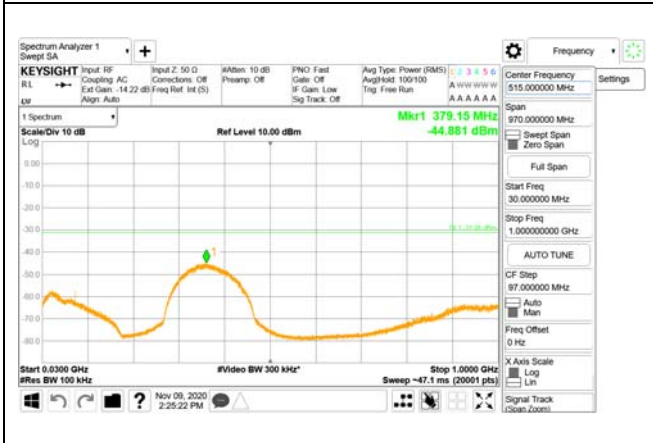 Spectrum Analyzer 1
Swept SA
+
Frequency
KEYSIGHT
Input: RF
Coupling: AC
Ext Gain: -14.22 dB
Align: Auto
Input Z: 50 Ω
Corrections: Off
Freq Ref: Int (S)
#Atten: 10 dB
Preamp: Off
PNO: Fast
Gate: Off
IF Gain: Low
Sig Track: Off
Avg Type: Power (RMS)
Avg|Hold: 100/100
Trig: Free Run
1 2 3 4 5 6
A W W W W W
A A A A A A
RL
1 Spectrum
Scale/Div 10 dB
Log
Ref Level 10.00 dBm
Mkr1 379.15 MHz
-44.881 dBm
0.00
-10.0
-20.0
-30.0
-40.0
-50.0
-60.0
-70.0
-80.0
1
Start 0.0300 GHz
#Res BW 100 kHz
#Video BW 300 kHz*
Stop 1.0000 GHz
Sweep ~47.1 ms (20001 pts)
Nov 09, 2020
2:25:22 PM
?
Center Frequency
515.000000 MHz
Settings
Span
970.000000 MHz
Swept Span
Zero Span
Full Span
Start Freq
30.000000 MHz
Stop Freq
1.000000000 GHz
AUTO TUNE
CF Step
97.000000 MHz
Auto
Man
Freq Offset
0 Hz
X Axis Scale
Log
Lin
Signal Track
(Span Zoom)